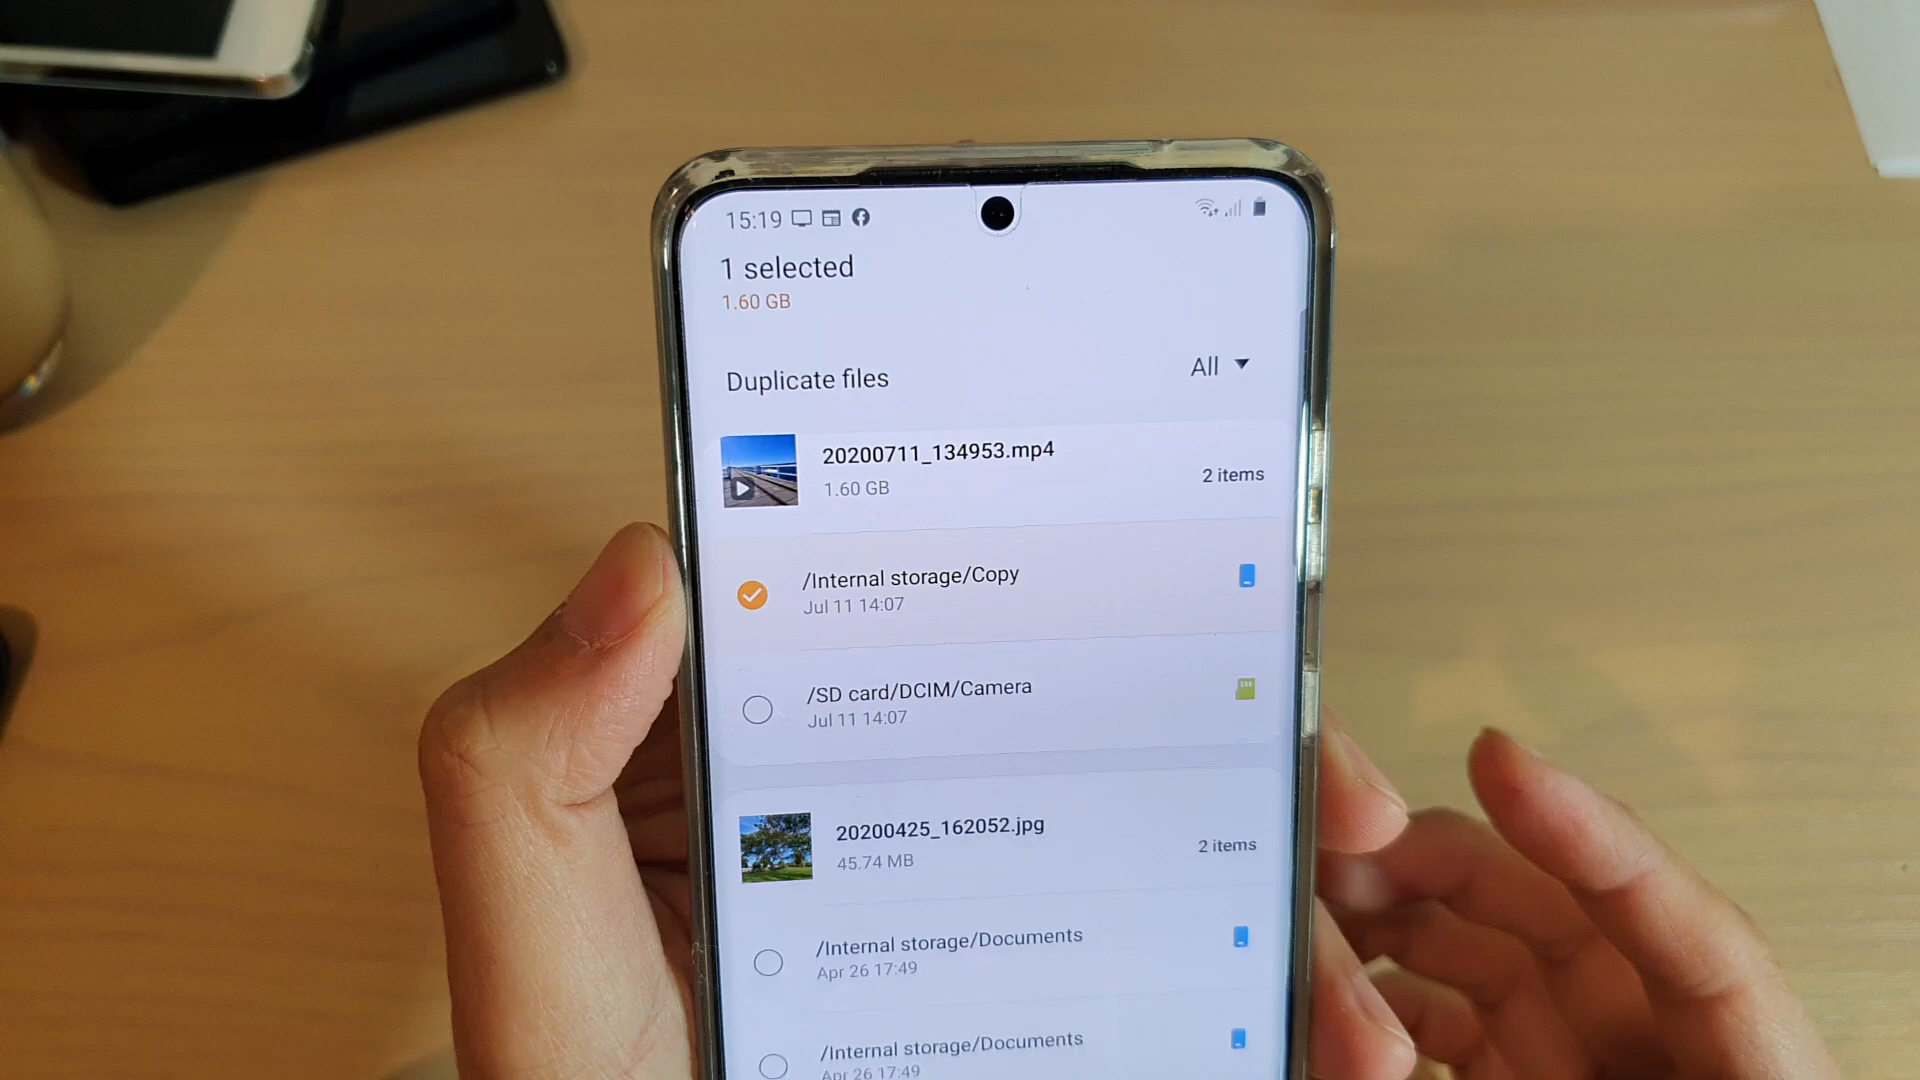 15:19
1 selected
1.60 GB
Duplicate files
All
20200711_134953.mp4
1.60 GB
2 items
/Internal storage/Copy
Jul 11 14:07
/SD card/DCIM/Camera
Jul 11 14:07
20200425_162052.jpg
45.74 MB
2 items
/Internal storage/Documents
Apr 26 17:49
/Internal storage/Documents
Apr 26 17:49